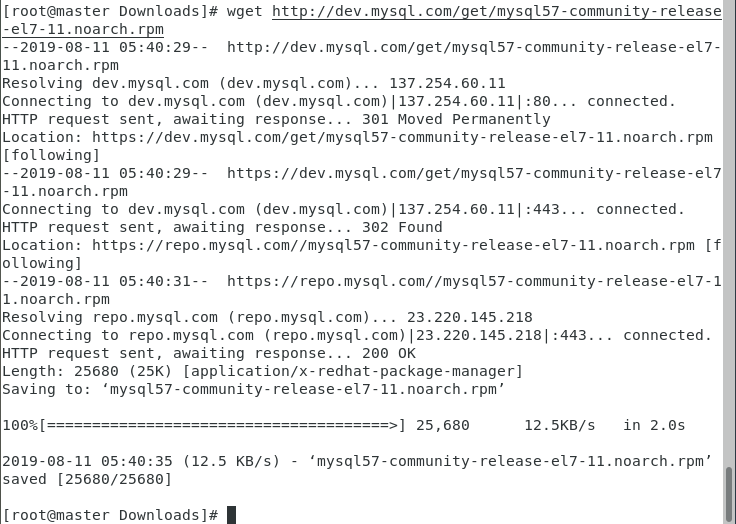 [root@master Downloads]# wget http://dev.mysql.com/get/mysql57-community-release
-el7-11.noarch.rpm
--2019-08-11 05:40:29--  http://dev.mysql.com/get/mysql57-community-release-el7-
11.noarch.rpm
Resolving dev.mysql.com (dev.mysql.com)... 137.254.60.11
Connecting to dev.mysql.com (dev.mysql.com)|137.254.60.11|:80... connected.
HTTP request sent, awaiting response... 301 Moved Permanently
Location: https://dev.mysql.com/get/mysql57-community-release-el7-11.noarch.rpm
[following]
--2019-08-11 05:40:29--  https://dev.mysql.com/get/mysql57-community-release-el7
-11.noarch.rpm
Connecting to dev.mysql.com (dev.mysql.com)|137.254.60.11|:443... connected.
HTTP request sent, awaiting response... 302 Found
Location: https://repo.mysql.com//mysql57-community-release-el7-11.noarch.rpm [f
ollowing]
--2019-08-11 05:40:31--  https://repo.mysql.com//mysql57-community-release-el7-1
1.noarch.rpm
Resolving repo.mysql.com (repo.mysql.com)... 23.220.145.218
Connecting to repo.mysql.com (repo.mysql.com)|23.220.145.218|:443... connected.
HTTP request sent, awaiting response... 200 OK
Length: 25680 (25K) [application/x-redhat-package-manager]
Saving to: ‘mysql57-community-release-el7-11.noarch.rpm’
100%[======================================>] 25,680      12.5KB/s   in 2.0s
2019-08-11 05:40:35 (12.5 KB/s) - ‘mysql57-community-release-el7-11.noarch.rpm’
saved [25680/25680]
[root@master Downloads]#